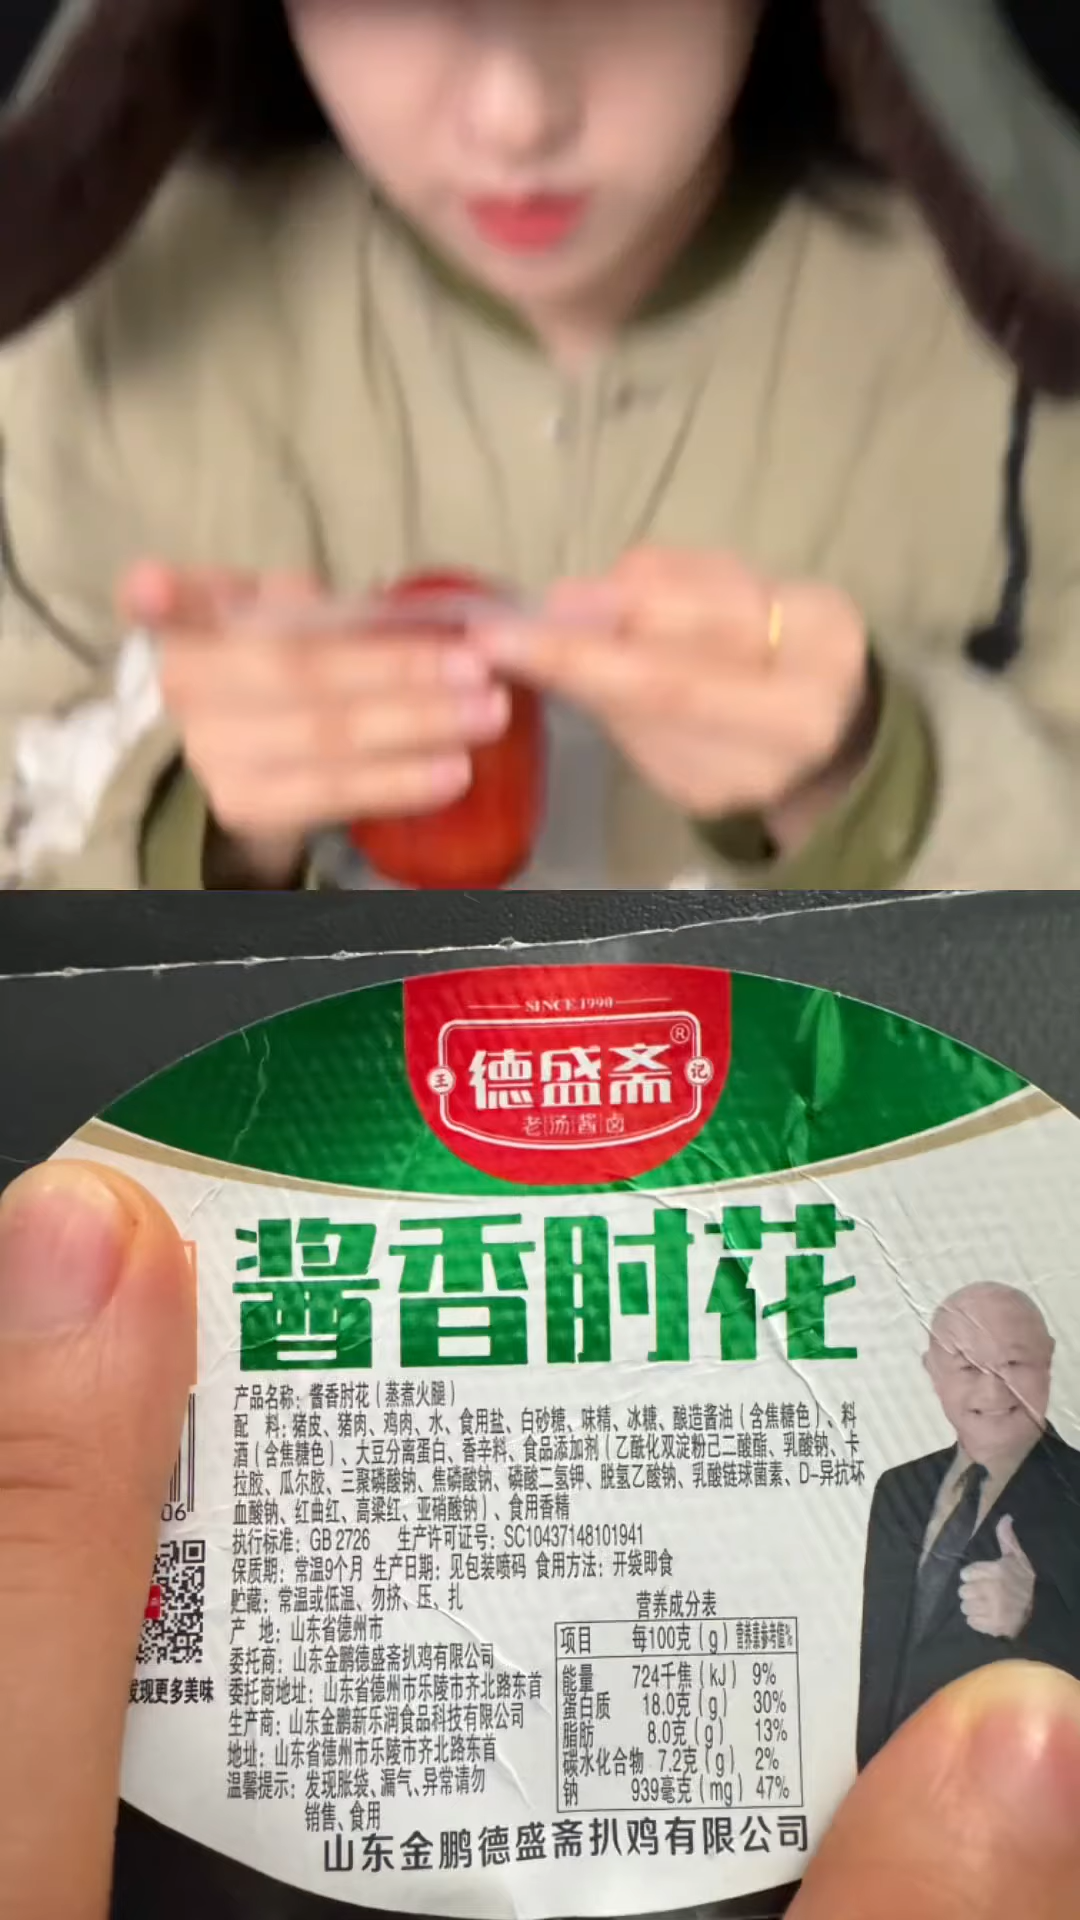 SINCE 1990
王 德盛斋® 记
老汤酱卤
酱香肘花
产品名称：酱香肘花（蒸煮火腿）
配 料：猪皮、猪肉、鸡肉、水、食用盐、白砂糖、味精、冰糖、酿造酱油（含焦糖色）、料
酒（含焦糖色）、大豆分离蛋白、香辛料、食品添加剂（乙酰化双淀粉己二酸酯、乳酸钠、卡
拉胶、瓜尔胶、三聚磷酸钠、焦磷酸钠、磷酸二氢钾、脱氢乙酸钠、乳酸链球菌素、D-异抗坏
血酸钠、红曲红、高粱红、亚硝酸钠）、食用香精
执行标准：GB 2726 生产许可证号：SC10437148101941
保质期：常温9个月 生产日期：见包装喷码 食用方法：开袋即食
贮藏：常温或低温、勿挤、压、扎
产 地：山东省德州市
委托商：山东金鹏德盛斋扒鸡有限公司
委托商地址：山东省德州市乐陵市齐北路东首
生产商：山东金鹏新乐润食品科技有限公司
地址：山东省德州市乐陵市齐北路东首
温馨提示：发现胀袋、漏气、异常请勿
销售、食用
营养成分表
项目 每100克（g） 营养素参考值%
能量 724千焦（kJ） 9%
蛋白质 18.0克（g） 30%
脂肪 8.0克（g） 13%
碳水化合物 7.2克（g） 2%
钠 939毫克（mg） 47%
06
发现更多美味
山东金鹏德盛斋扒鸡有限公司